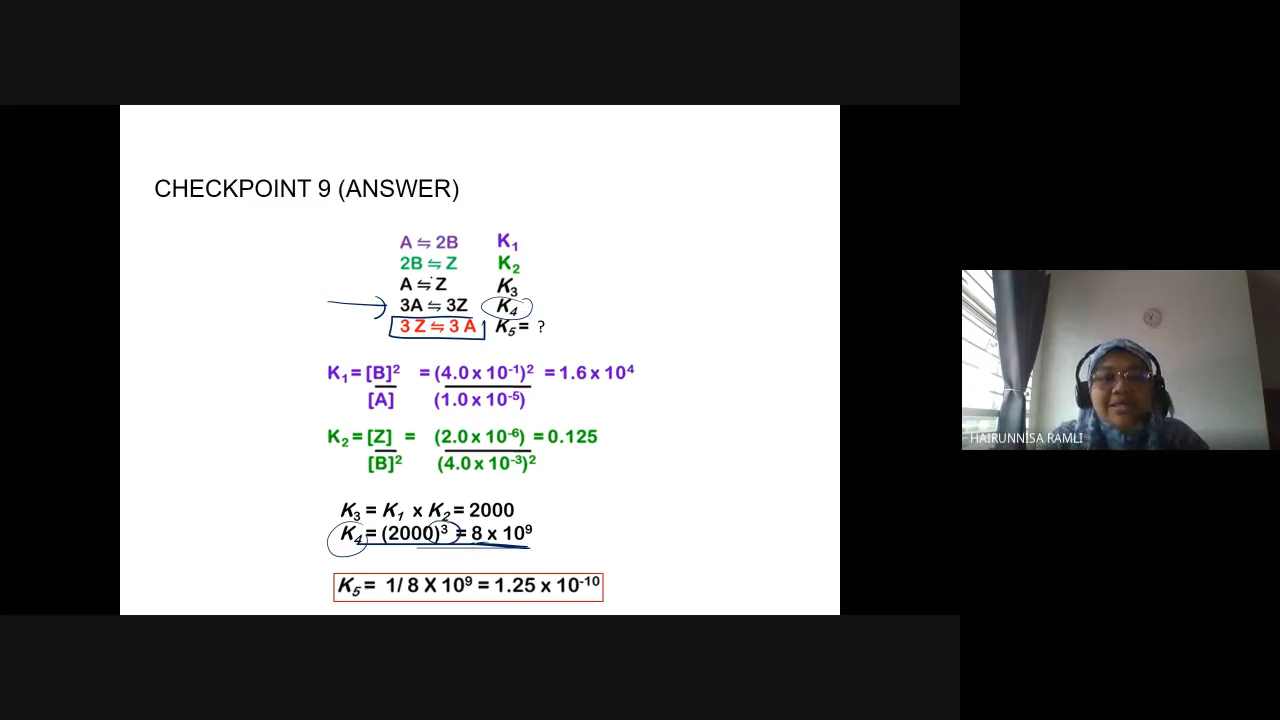 CHECKPOINT 9 (ANSWER)
A ⇋ 2B K₁
2B ⇋ Z K₂
A ⇋ Z K₃
3A ⇋ 3Z K₄
3 Z ⇋ 3 A K₅ = ?
K₁ = [B]² = (4.0 x 10⁻¹)² = 1.6 x 10⁴
[A] (1.0 x 10⁻⁵)
K₂ = [Z] = (2.0 x 10⁻⁶) = 0.125
[B]² (4.0 x 10⁻³)²
K₃ = K₁ x K₂ = 2000
K₄ = (2000)³ = 8 x 10⁹
K₅ = 1/ 8 X 10⁹ = 1.25 x 10⁻¹⁰
HAIRUNNISA RAMLI